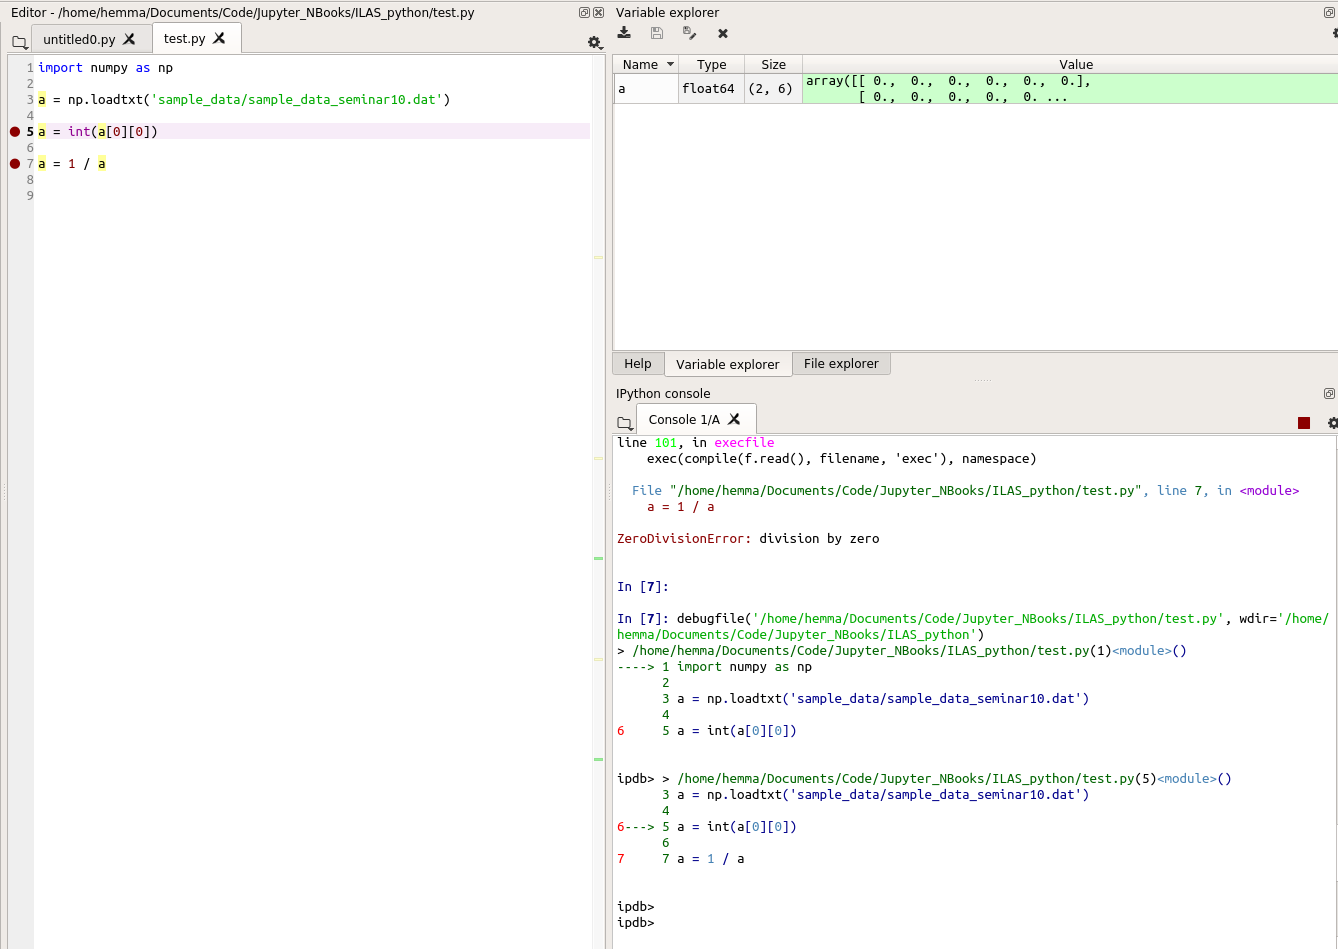 Editor - /home/hemma/Documents/Code/Jupyter_NBooks/ILAS_python/test.py
untitled0.py
test.py
1 import numpy as np
2
3 a = np.loadtxt('sample_data/sample_data_seminar10.dat')
4
5 a = int(a[0][0])
6
7 a = 1 / a
8
9
Variable explorer
Name Type Size Value
a float64 (2, 6) array([[ 0., 0., 0., 0., 0., 0.],
[ 0., 0., 0., 0., 0. ...
Help Variable explorer File explorer
IPython console
Console 1/A
line 101, in execfile
exec(compile(f.read(), filename, 'exec'), namespace)
File "/home/hemma/Documents/Code/Jupyter_NBooks/ILAS_python/test.py", line 7, in <module>
a = 1 / a
ZeroDivisionError: division by zero
In [7]:
In [7]: debugfile('/home/hemma/Documents/Code/Jupyter_NBooks/ILAS_python/test.py', wdir='/home/
hemma/Documents/Code/Jupyter_NBooks/ILAS_python')
> /home/hemma/Documents/Code/Jupyter_NBooks/ILAS_python/test.py(1)<module>()
----> 1 import numpy as np
2
3 a = np.loadtxt('sample_data/sample_data_seminar10.dat')
4
6 5 a = int(a[0][0])
ipdb> > /home/hemma/Documents/Code/Jupyter_NBooks/ILAS_python/test.py(5)<module>()
3 a = np.loadtxt('sample_data/sample_data_seminar10.dat')
4
6---> 5 a = int(a[0][0])
6
7 7 a = 1 / a
ipdb>
ipdb>